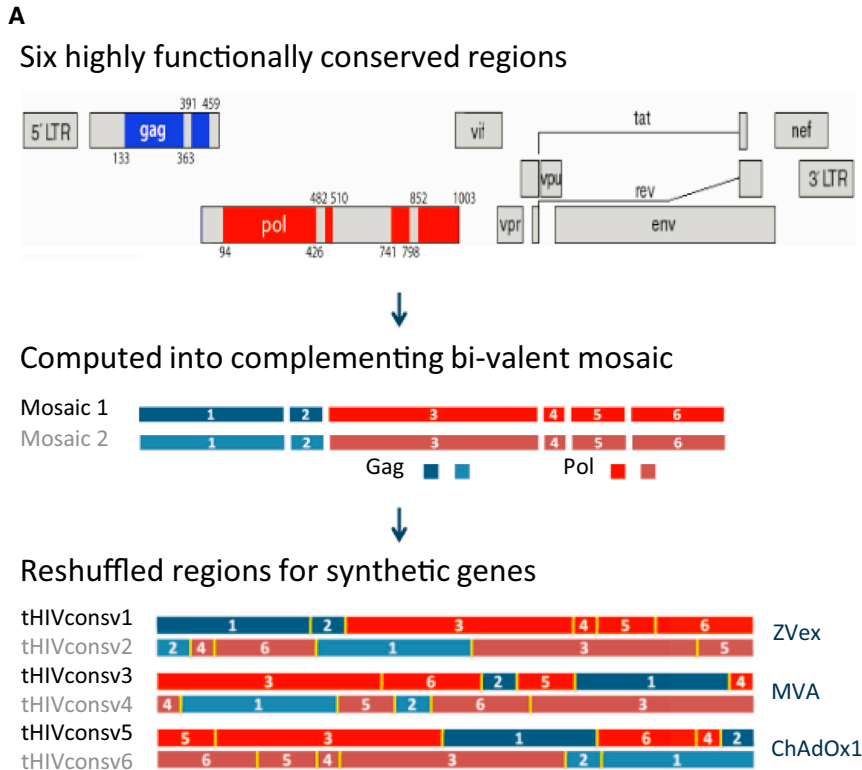 A
Six highly functionally conserved regions
391 459
5′ LTR gag vif tat nef
133 363
vpu 3′ LTR
482 510 852 1003 rev
pol vpr env
94 426 741 798
Computed into complementing bi-valent mosaic
Mosaic 1 1 2 3 4 5 6
Mosaic 2 1 2 3 4 5 6
Gag Pol
Reshuffled regions for synthetic genes
tHIVconsv1 1 2 3 4 5 6
ZVex
tHIVconsv2 2 4 6 1 3 5
tHIVconsv3 3 6 2 5 1 4
MVA
tHIVconsv4 4 1 5 2 6 3
tHIVconsv5 5 3 1 6 4 2
ChAdOx1
tHIVconsv6 6 5 4 3 2 1